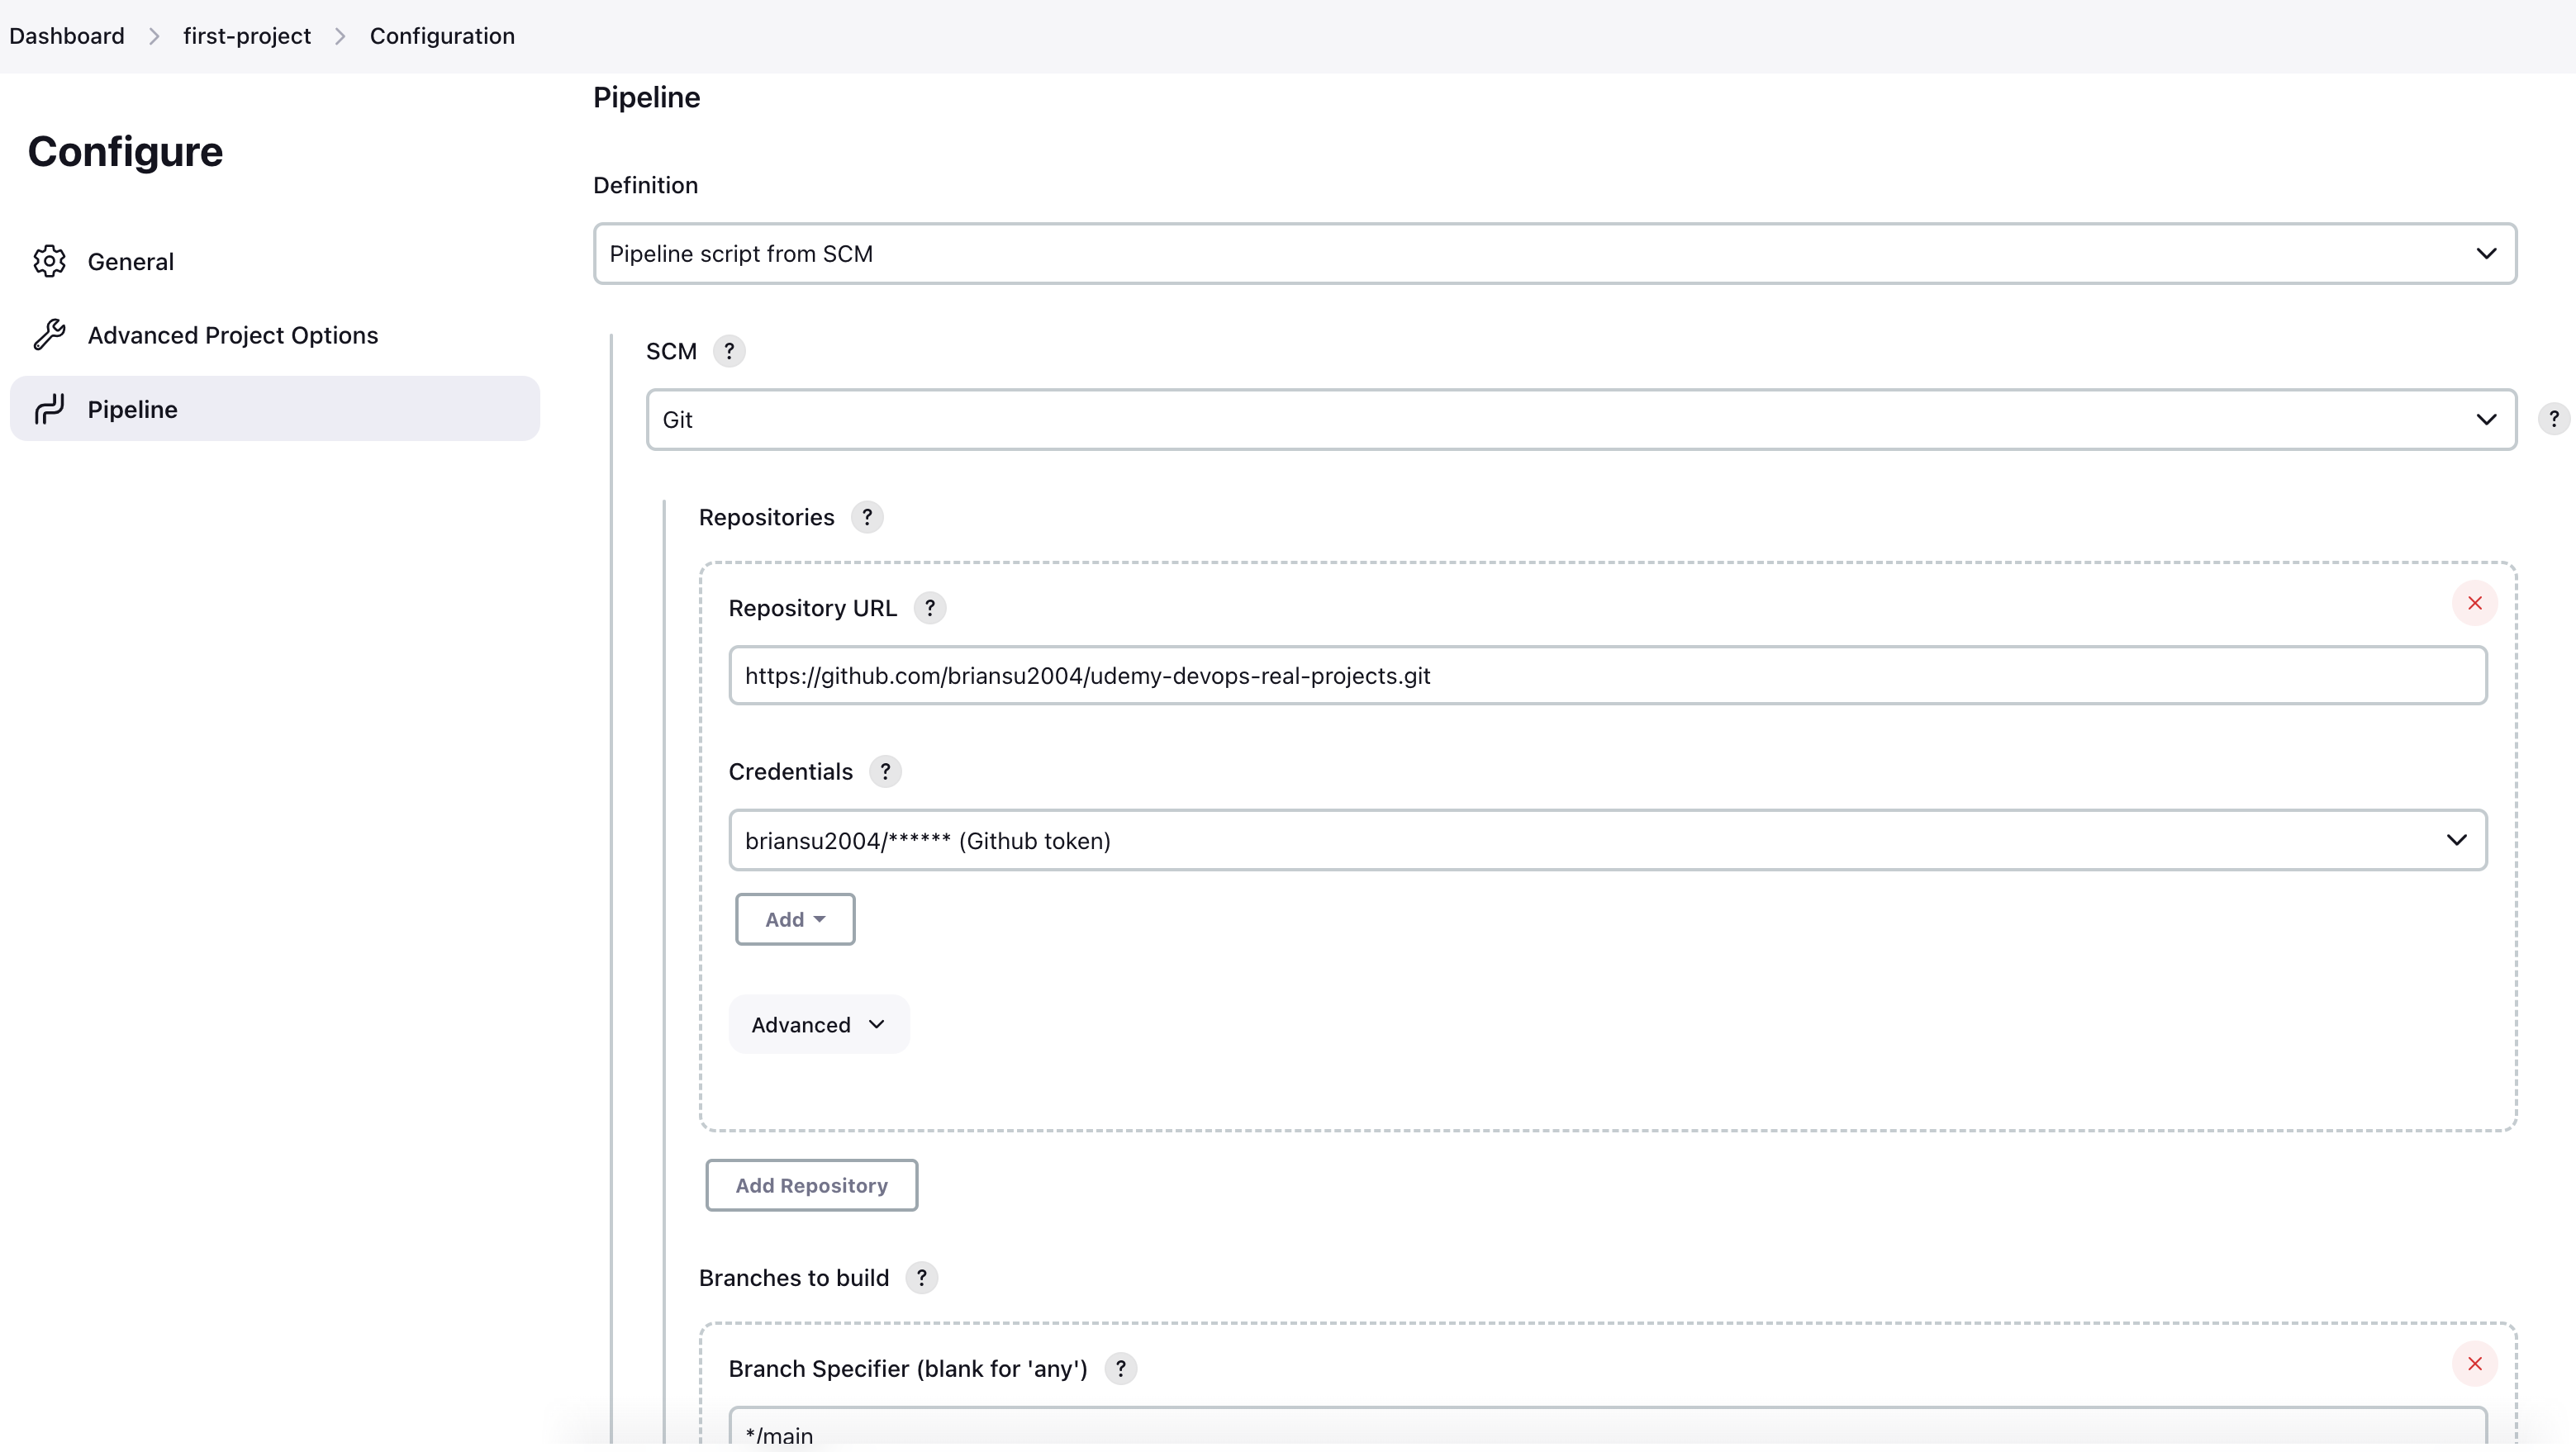 Dashboard > first-project > Configuration
Configure
General
Advanced Project Options
Pipeline
Pipeline
Definition
Pipeline script from SCM
SCM ?
Git
?
Repositories ?
Repository URL ?
https://github.com/briansu2004/udemy-devops-real-projects.git
Credentials ?
briansu2004/****** (Github token)
Add
Advanced
Add Repository
Branches to build ?
Branch Specifier (blank for 'any') ?
*/main